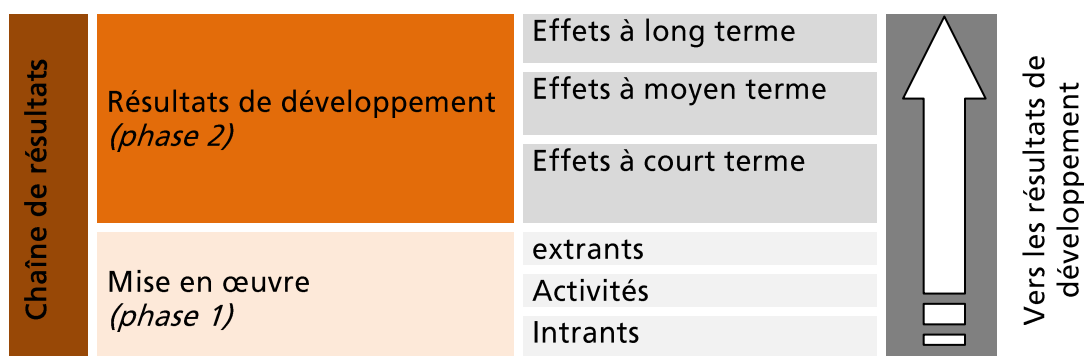 Chaîne de résultats
Résultats de développement
(phase 2)
Effets à long terme
Effets à moyen terme
Effets à court terme
Mise en œuvre
(phase 1)
extrants
Activités
Intrants
Vers les résultats de
développement